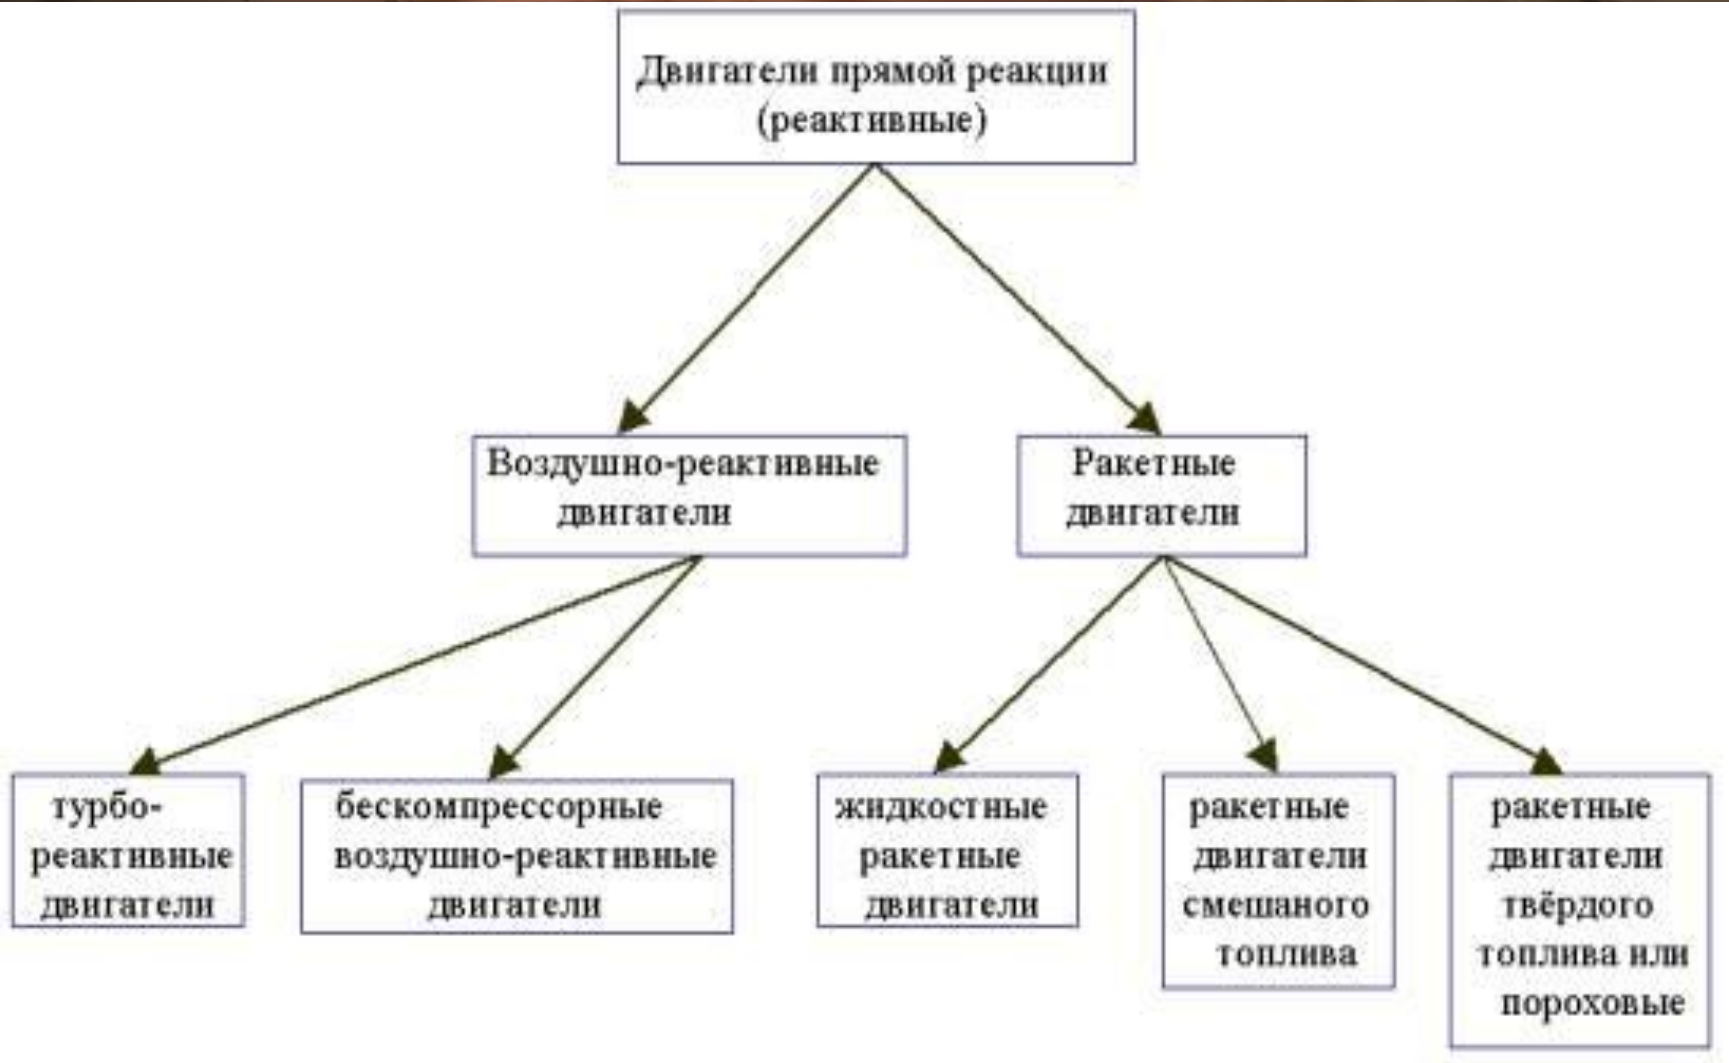 Двигатели прямой реакции
(реактивные)
Воздушно-реактивные
двигатели
Ракетные
двигатели
турбо-
реактивные
двигатели
бескомпрессорные
воздушно-реактивные
двигатели
жидкостные
ракетные
двигатели
ракетные
двигатели
смешаного
топлива
ракетные
двигатели
твёрдого
топлива или
пороховые